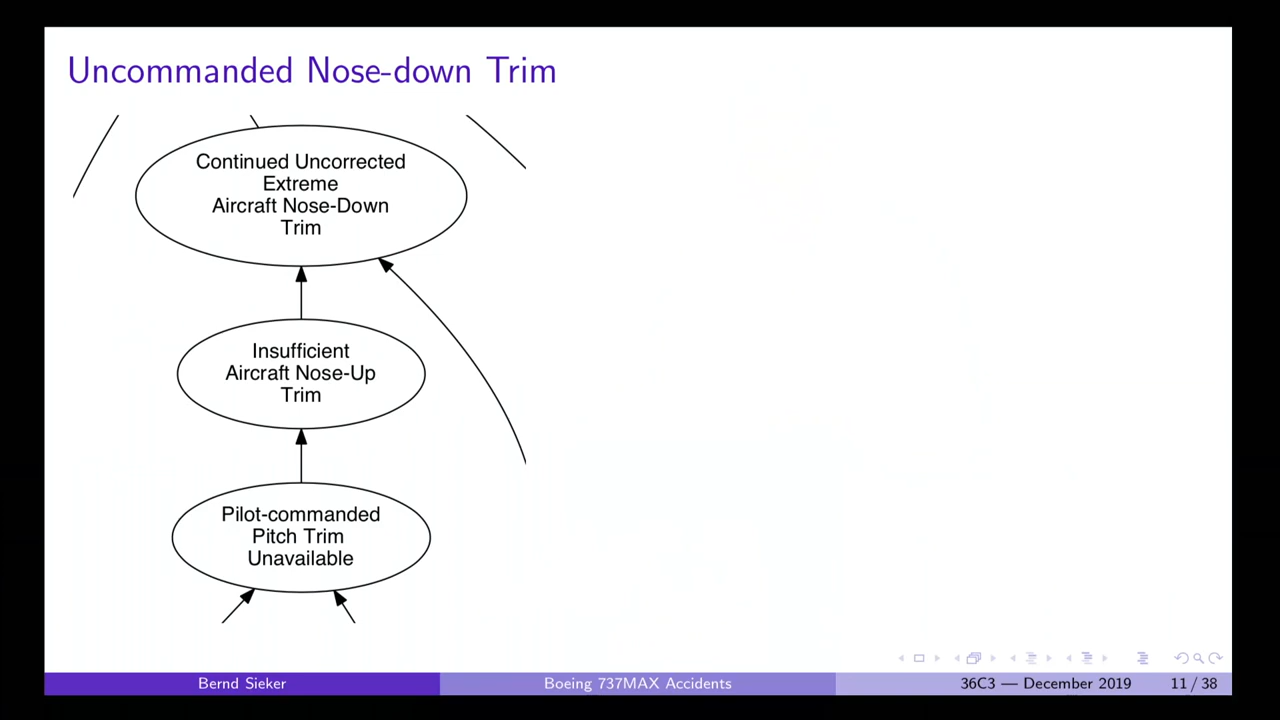 Uncommanded Nose-down Trim
Continued Uncorrected
Extreme
Aircraft Nose-Down
Trim
Insufficient
Aircraft Nose-Up
Trim
Pilot-commanded
Pitch Trim
Unavailable
Bernd Sieker
Boeing 737MAX Accidents
36C3 — December 2019
11 / 38